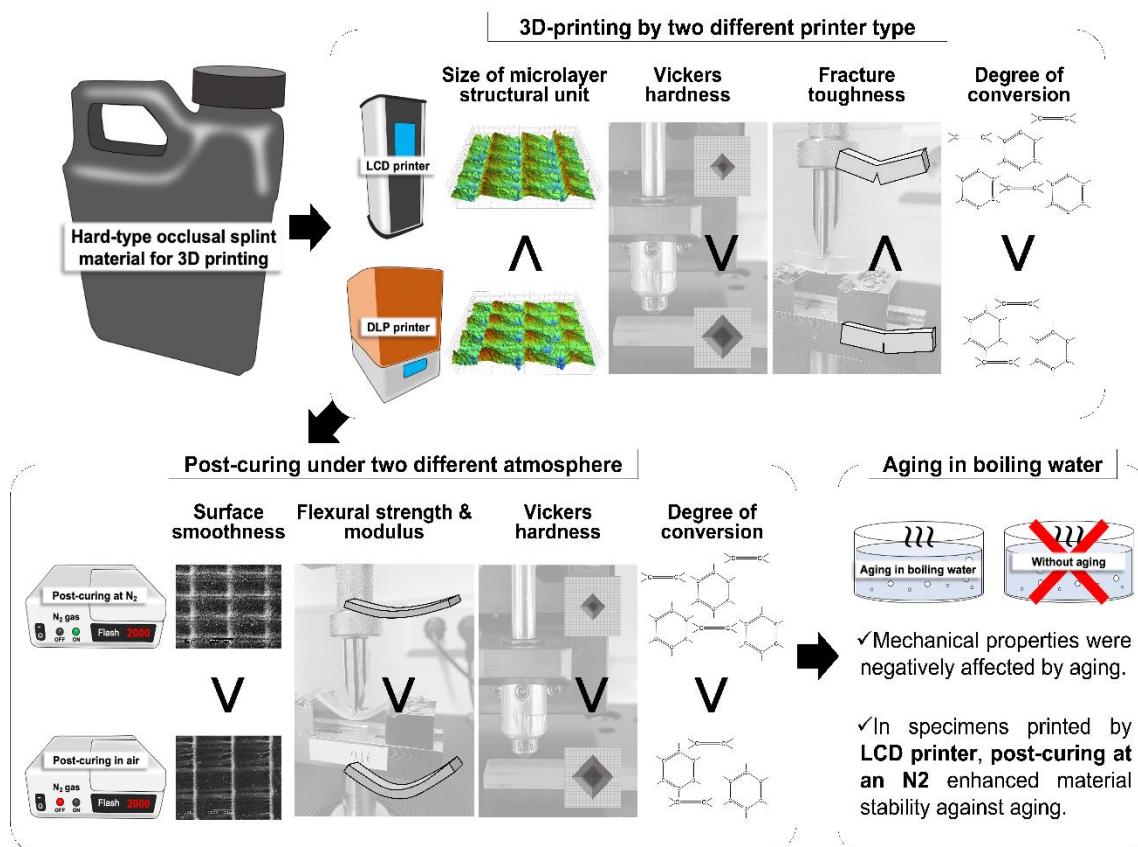 3D-printing by two different printer type
Size of microlayer
structural unit
Vickers
hardness
Fracture
toughness
Degree of
conversion
LCD printer
Hard-type occlusal splint
material for 3D printing
DLP printer
Post-curing under two different atmosphere
Surface
smoothness
Flexural strength &
modulus
Vickers
hardness
Degree of
conversion
Post-curing at N₂
N₂ gas
OFF ON
Flash 2000
Post-curing in air
N₂ gas
OFF ON
Flash 2000
Aging in boiling water
Aging in boiling water
Without aging
✓Mechanical properties were
negatively affected by aging.
✓In specimens printed by
LCD printer, post-curing at
an N2 enhanced material
stability against aging.